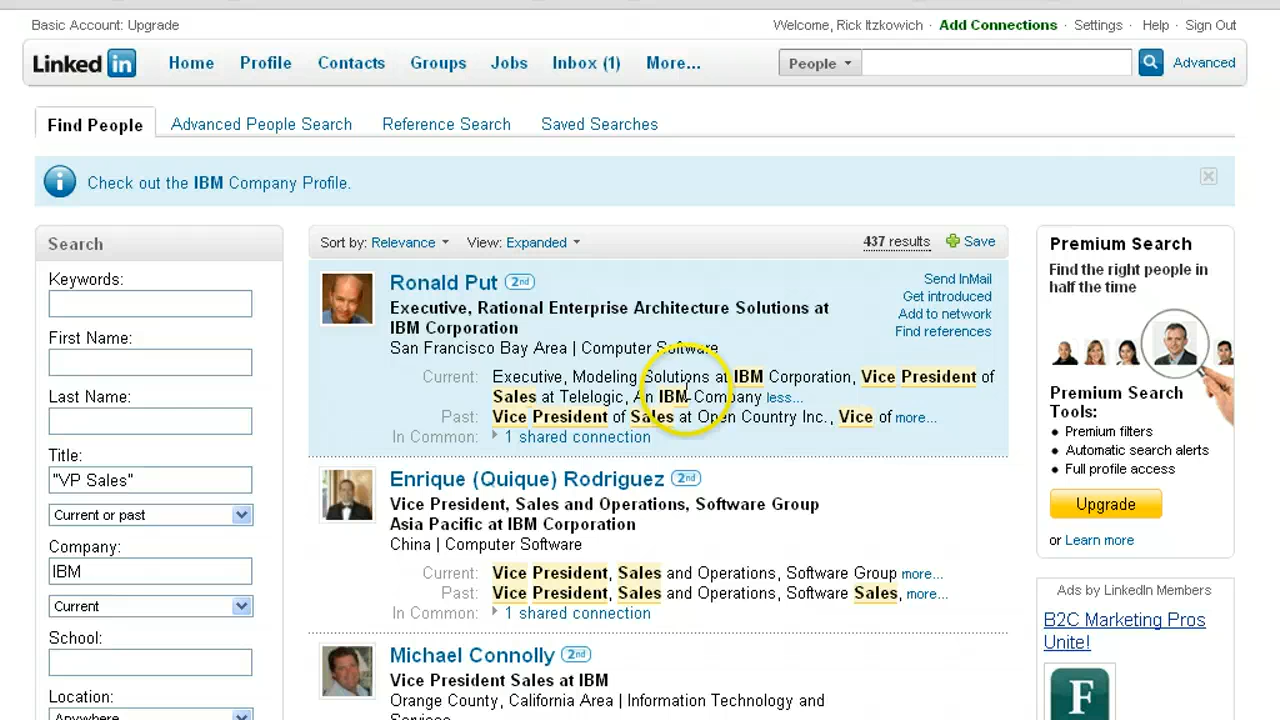 Basic Account: Upgrade
Welcome, Rick Itzkowich · Add Connections · Settings · Help · Sign Out
Linked in
Home Profile Contacts Groups Jobs Inbox (1) More...
People
Advanced
Find People Advanced People Search Reference Search Saved Searches
i Check out the IBM Company Profile.
Search
Keywords:
First Name:
Last Name:
Title:
"VP Sales"
Current or past
Company:
IBM
Current
School:
Location:
Anywhere
Sort by: Relevance View: Expanded 437 results Save
Ronald Put 2nd
Executive, Rational Enterprise Architecture Solutions at
IBM Corporation
San Francisco Bay Area | Computer Software
Current: Executive, Modeling Solutions at IBM Corporation, Vice President of
Sales at Telelogic, An IBM Company less...
Past: Vice President of Sales at Open Country Inc., Vice of more...
In Common: 1 shared connection
Send InMail
Get introduced
Add to network
Find references
Enrique (Quique) Rodriguez 2nd
Vice President, Sales and Operations, Software Group
Asia Pacific at IBM Corporation
China | Computer Software
Current: Vice President, Sales and Operations, Software Group more...
Past: Vice President, Sales and Operations, Software Sales, more...
In Common: 1 shared connection
Michael Connolly 2nd
Vice President Sales at IBM
Orange County, California Area | Information Technology and
Services
Premium Search
Find the right people in
half the time
Premium Search
Tools:
• Premium filters
• Automatic search alerts
• Full profile access
Upgrade
or Learn more
Ads by LinkedIn Members
B2C Marketing Pros
Unite!
F